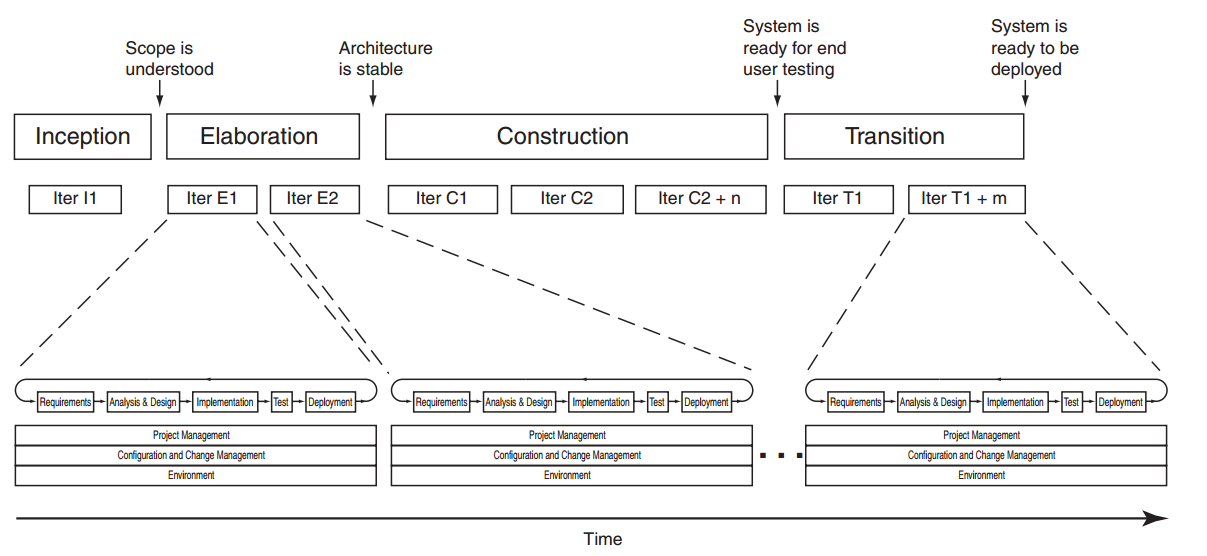 Scope is
understood
Architecture
is stable
System is
ready for end
user testing
System is
ready to be
deployed
Inception
Elaboration
Construction
Transition
Iter I1
Iter E1
Iter E2
Iter C1
Iter C2
Iter C2 + n
Iter T1
Iter T1 + m
Requirements
Analysis & Design
Implementation
Test
Deployment
Project Management
Configuration and Change Management
Environment
Requirements
Analysis & Design
Implementation
Test
Deployment
Project Management
Configuration and Change Management
Environment
Requirements
Analysis & Design
Implementation
Test
Deployment
Project Management
Configuration and Change Management
Environment
Time